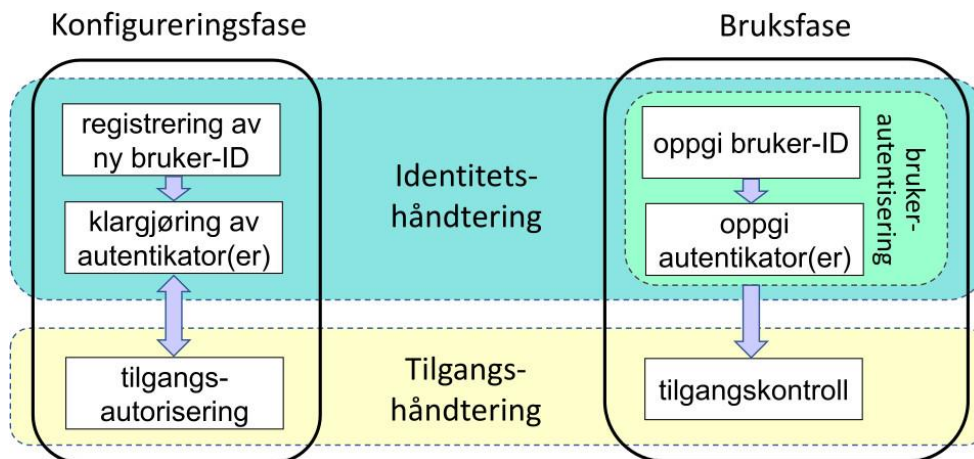 Konfigureringsfase
Bruksfase
registrering av
ny bruker-ID
klargjøring av
autentikator(er)
Identitets-
håndtering
oppgi bruker-ID
oppgi
autentikator(er)
bruker-
autentisering
tilgangs-
autorisering
Tilgangs-
håndtering
tilgangskontroll